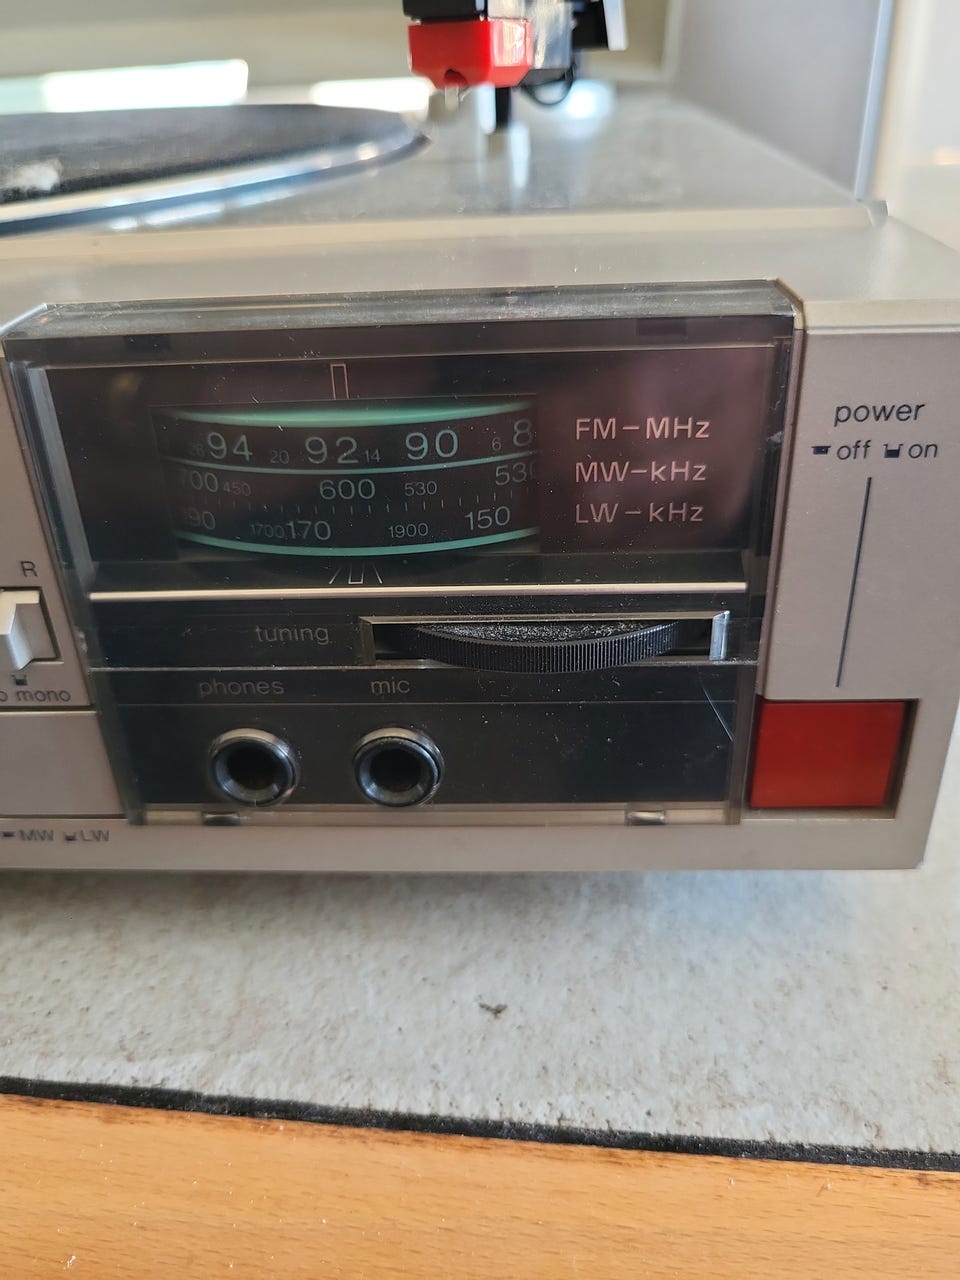 94 20 92 14 90 6 8
FM-MHz
700 450 600 530 530
MW-kHz
1700 170 1900 150
LW-kHz
power
off on
R
tuning
mono
phones mic
MW LW